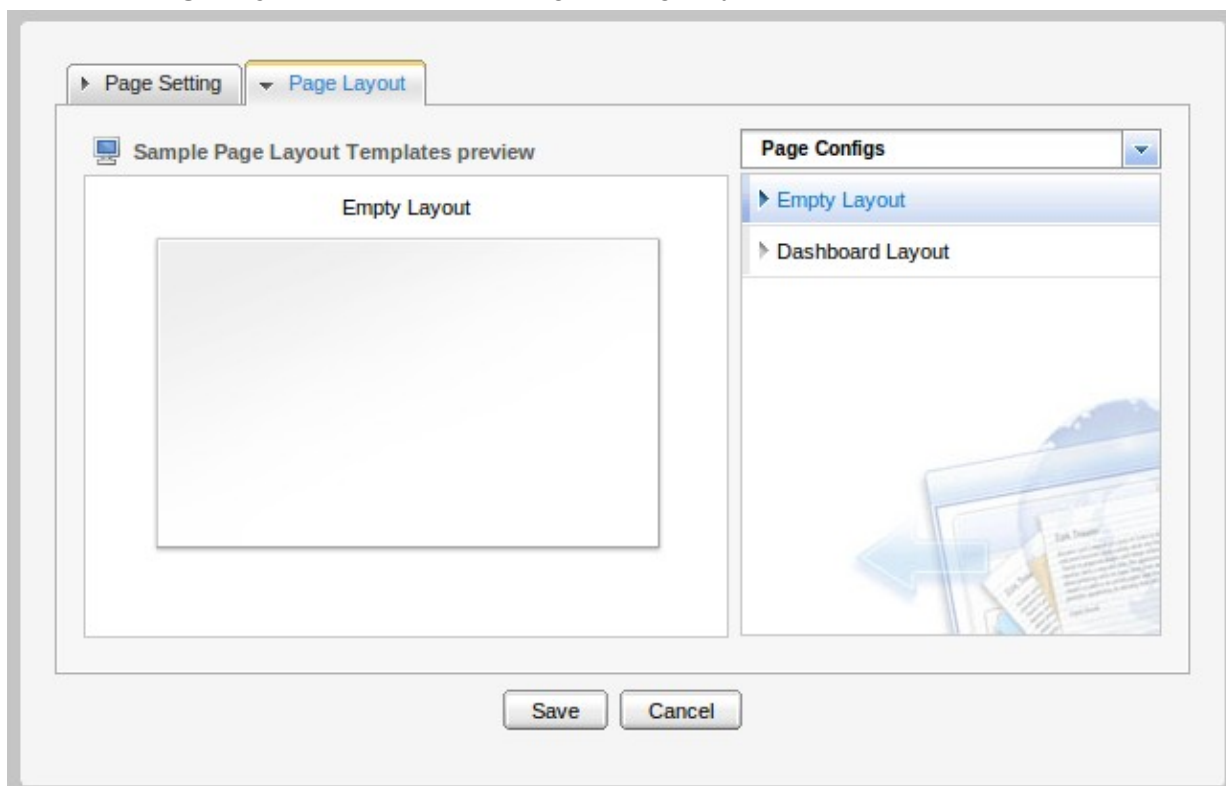 Page Setting
Page Layout
Sample Page Layout Templates preview
Empty Layout
Page Configs
Empty Layout
Dashboard Layout
Save
Cancel